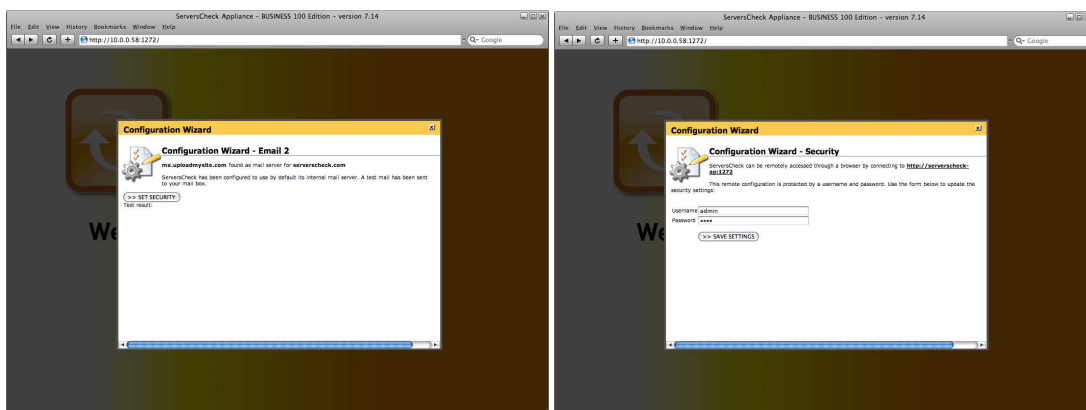 ServersCheck Appliance - BUSINESS 100 Edition - version 7.14
File Edit View History Bookmarks Window Help
http://10.0.0.58:1272/
Google
Configuration Wizard
Configuration Wizard - Email 2
mx.uploadmysite.com found as mail server for serverscheck.com
ServersCheck has been configured to use by default its internal mail server. A test mail has been sent
to your mail box.
>> SET SECURITY
Test result:
We
ServersCheck Appliance - BUSINESS 100 Edition - version 7.14
File Edit View History Bookmarks Window Help
http://10.0.0.58:1272/
Google
Configuration Wizard
Configuration Wizard - Security
ServersCheck can be remotely accessed through a browser by connecting to http://serverscheck-
ap:1272
This remote configuration is protected by a username and password. Use the form below to update the
security settings:
Username admin
Password ••••
>> SAVE SETTINGS
We